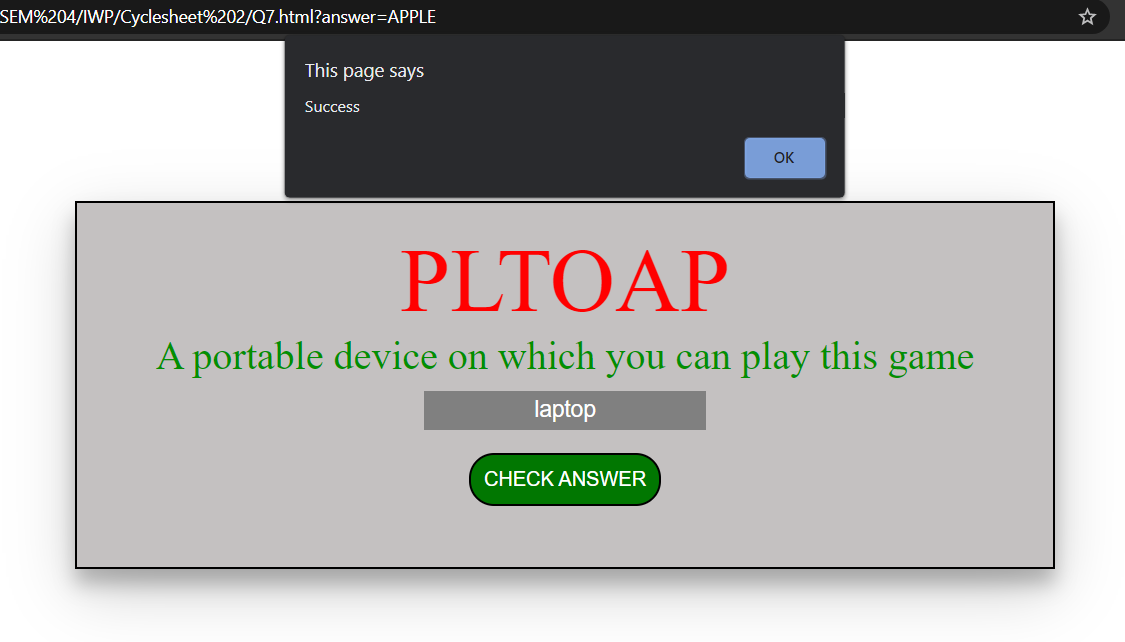 SEM%204/IWP/Cyclesheet%202/Q7.html?answer=APPLE
This page says
Success
OK
PLTOAP
A portable device on which you can play this game
laptop
CHECK ANSWER